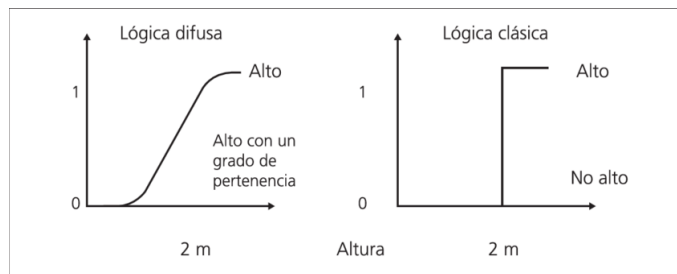 Lógica difusa
1
Alto
Alto con un
grado de
pertenencia
0
2 m
Altura
Lógica clásica
1
Alto
No alto
0
2 m